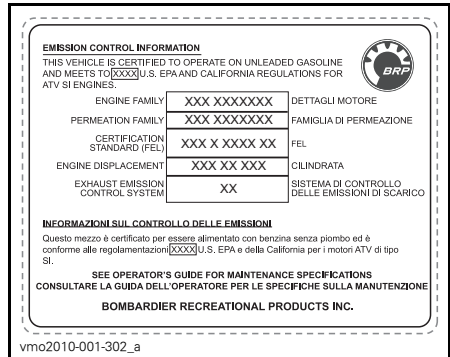 EMISSION CONTROL INFORMATION
THIS VEHICLE IS CERTIFIED TO OPERATE ON UNLEADED GASOLINE
AND MEETS TO XXXX U.S. EPA AND CALIFORNIA REGULATIONS FOR
ATV SI ENGINES.
BRP
ENGINE FAMILY XXX XXXXXXX DETTAGLI MOTORE
PERMEATION FAMILY XXX XXXXXXX FAMIGLIA DI PERMEAZIONE
CERTIFICATION
STANDARD (FEL) XXX X XXXX XX FEL
ENGINE DISPLACEMENT XXX XX XXX CILINDRATA
EXHAUST EMISSION
CONTROL SYSTEM XX SISTEMA DI CONTROLLO
DELLE EMISSIONI DI SCARICO
INFORMAZIONI SUL CONTROLLO DELLE EMISSIONI
Questo mezzo è certificato per essere alimentato con benzina senza piombo ed è
conforme alle regolamentazioni XXXX U.S. EPA e della California per i motori ATV di tipo
SI.
SEE OPERATOR'S GUIDE FOR MAINTENANCE SPECIFICATIONS
CONSULTARE LA GUIDA DELL'OPERATORE PER LE SPECIFICHE SULLA MANUTENZIONE
BOMBARDIER RECREATIONAL PRODUCTS INC.
vmo2010-001-302_a